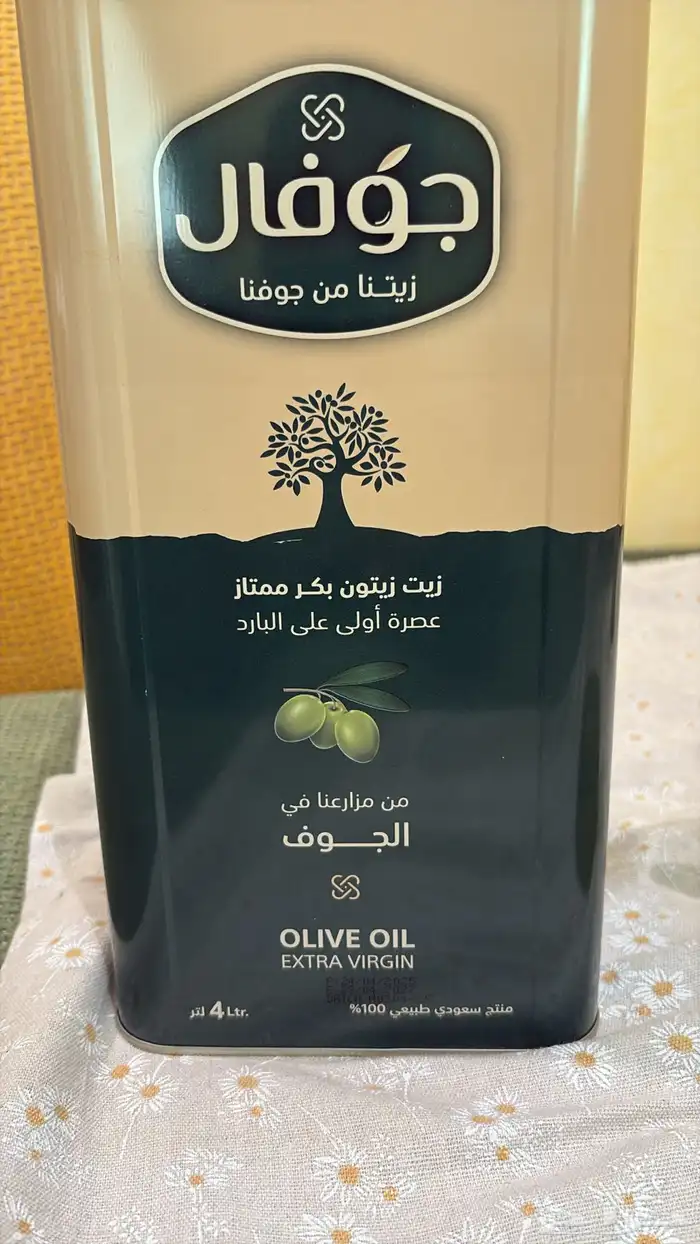 جوفال
زيتنا من جوفنا
زيت زيتون بكر ممتاز
عصرة أولى على البارد
من مزارعنا في
الجـــوف
OLIVE OIL
EXTRA VIRGIN
منتج سعودي طبيعي 100%
4 لتر Ltr.